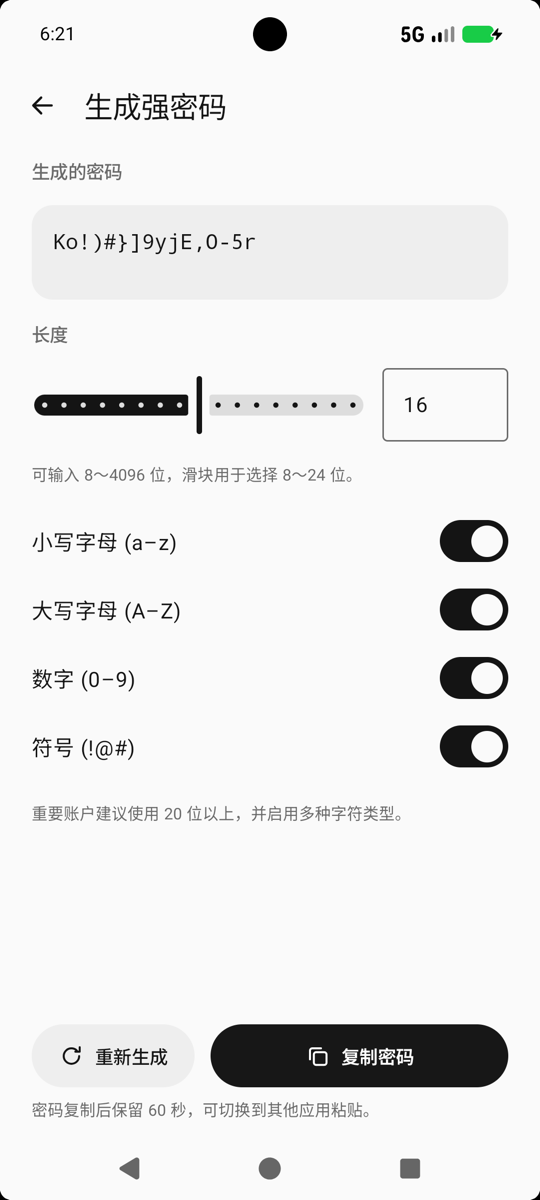 6:21
5G
生成强密码
生成的密码
Ko!)#}]9yjE,O-5r
长度
16
可输入 8～4096 位，滑块用于选择 8～24 位。
小写字母 (a–z)
大写字母 (A–Z)
数字 (0–9)
符号 (!@#)
重要账户建议使用 20 位以上，并启用多种字符类型。
重新生成
复制密码
密码复制后保留 60 秒，可切换到其他应用粘贴。